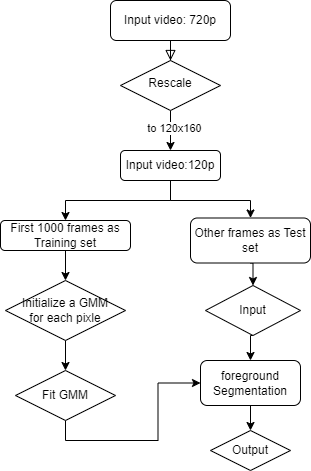 Input video: 720p
Rescale
to 120x160
Input video:120p
First 1000 frames as
Training set
Other frames as Test
set
Initialize a GMM
for each pixle
Input
Fit GMM
foreground
Segmentation
Output